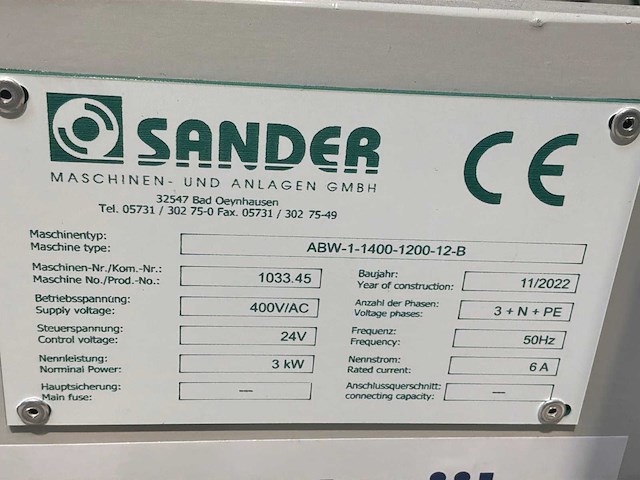 SANDER
CE
MASCHINEN- UND ANLAGEN GMBH
32547 Bad Oeynhausen
Tel. 05731 / 302 75-0 Fax. 05731 / 302 75-49
Maschinentyp:
Machine type: ABW-1-1400-1200-12-B
Maschinen-Nr./Kom.-Nr.:
Machine No./Prod.-No.: 1033.45
Baujahr:
Year of construction: 11/2022
Betriebsspannung:
Supply voltage: 400V/AC
Anzahl der Phasen:
Voltage phases: 3 + N + PE
Steuerspannung:
Control voltage: 24V
Frequenz:
Frequency: 50Hz
Nennleistung:
Norminal Power: 3 kW
Nennstrom:
Rated current: 6 A
Hauptsicherung:
Main fuse: —
Anschlussquerschnitt:
connecting capacity: —